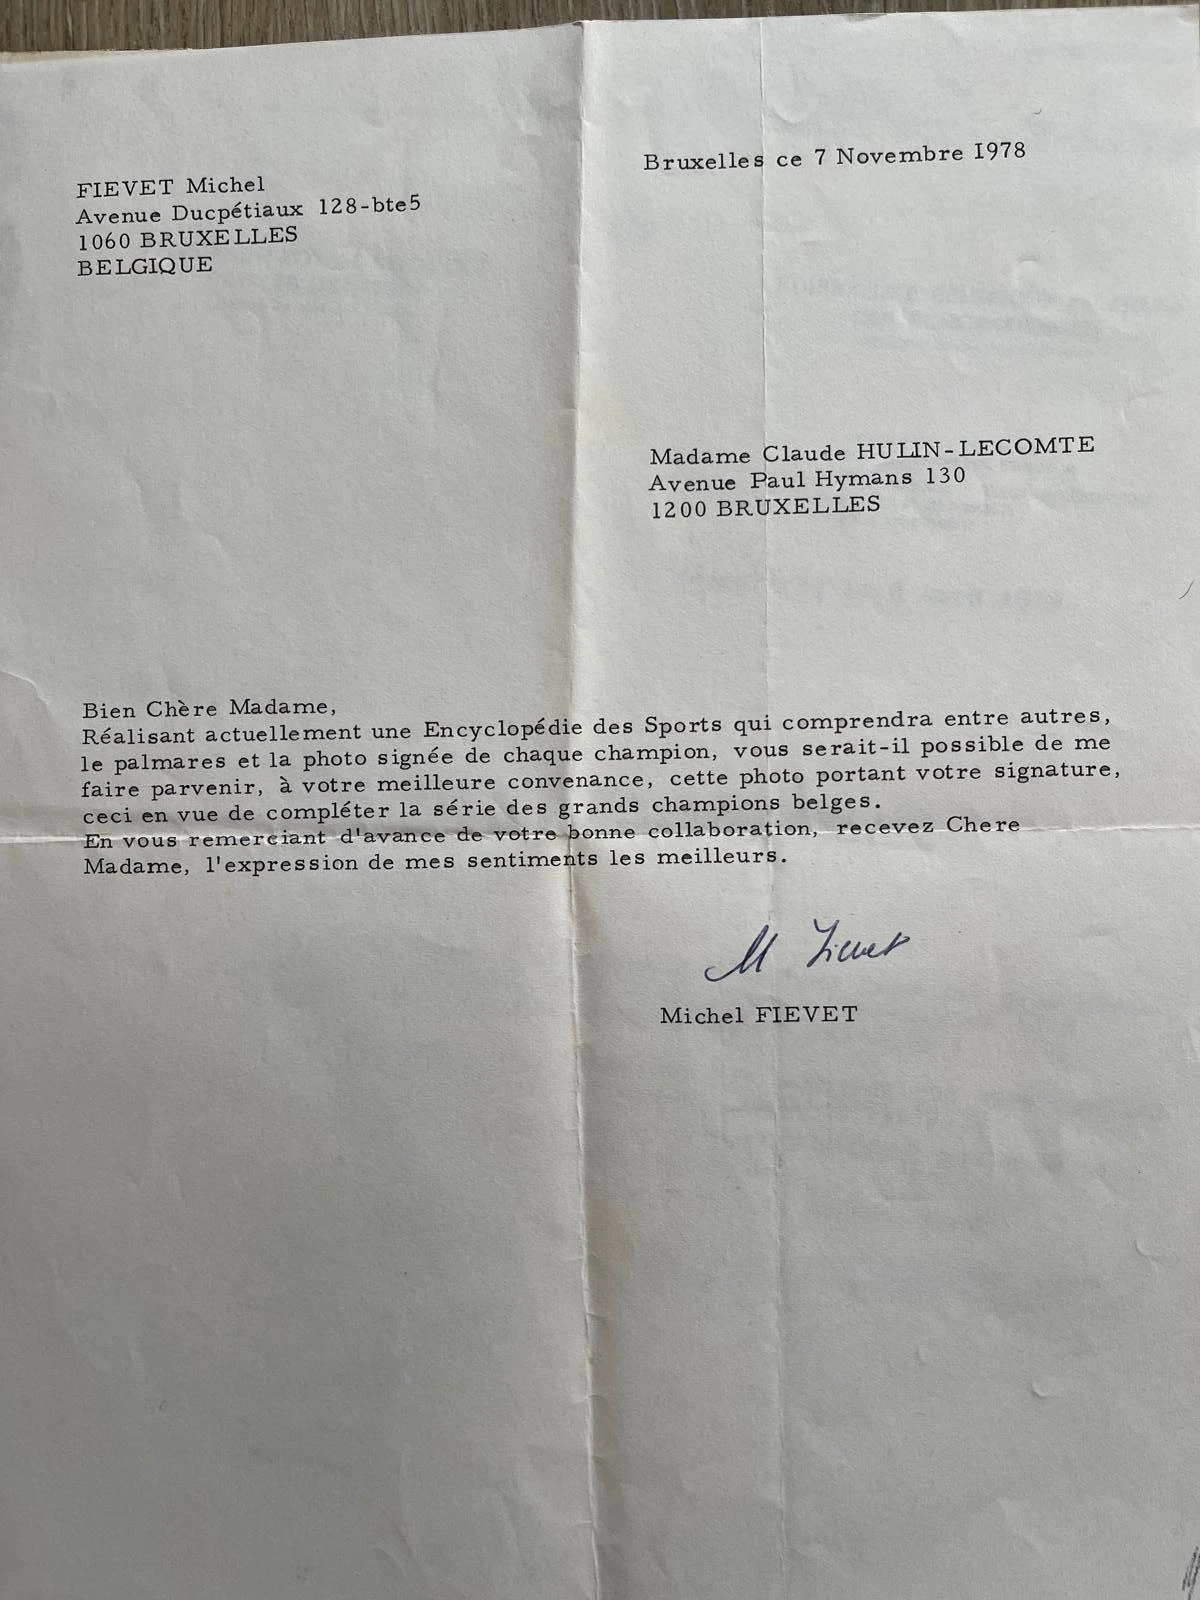 Bruxelles ce 7 Novembre I978
FIEVET Michel
Avenue Ducpétiaux 128-bte5
1060 BRUXELLES
BELGIQUE
Madame Claude HULIN-LECOMTE
Avenue Paul Hymans 130
1200 BRUXELLES
Bien Chère Madame,
Réalisant actuellement une Encyclopédie des Sports qui comprendra entre autres,
le palmares et la photo signée de chaque champion, vous serait-il possible de me
faire parvenir, à votre meilleure convenance, cette photo portant votre signature,
ceci en vue de compléter la série des grands champions belges.
En vous remerciant d'avance de votre bonne collaboration, recevez Chere
Madame, l'expression de mes sentiments les meilleurs.
M Fievet
Michel FIEVET